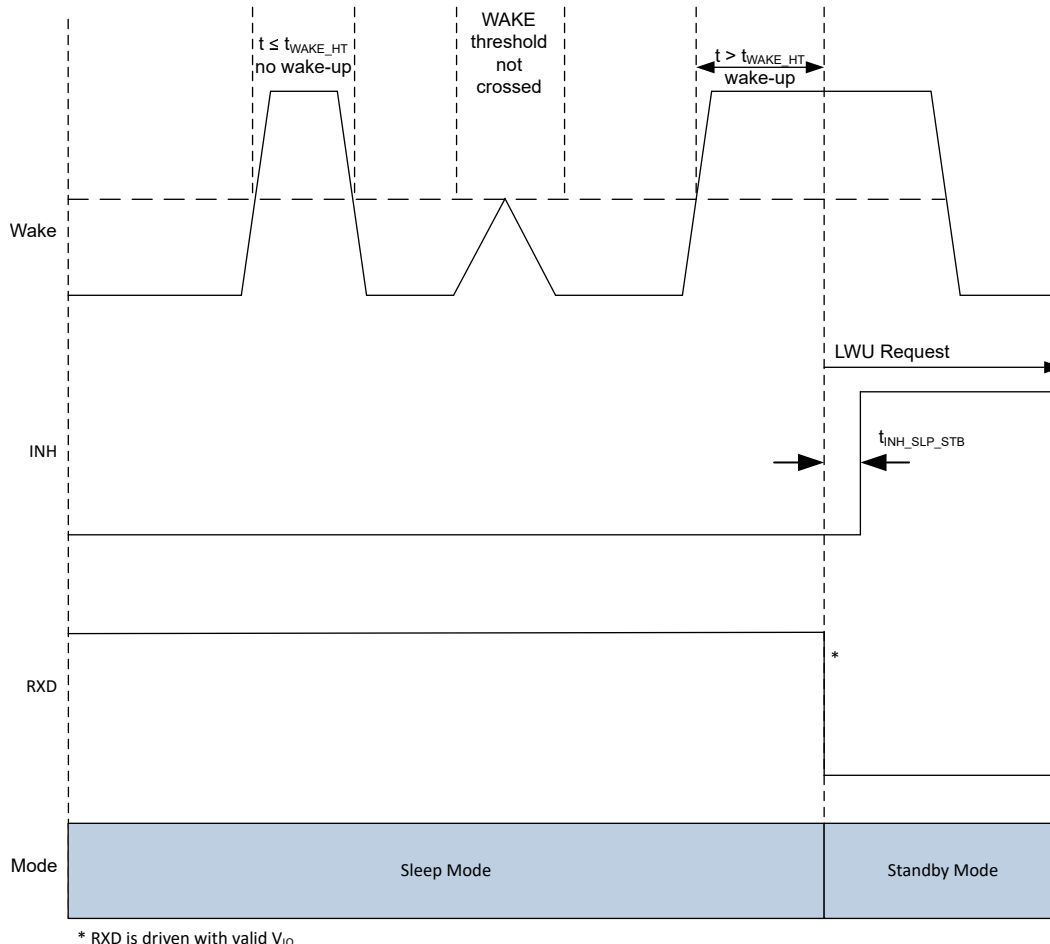 t ≤ tWAKE_HT
no wake-up
WAKE
threshold
not
crossed
t > tWAKE_HT
wake-up
Wake
LWU Request
INH
tINH_SLP_STB
RXD
*
Mode
Sleep Mode
Standby Mode
* RXD is driven with valid VIO